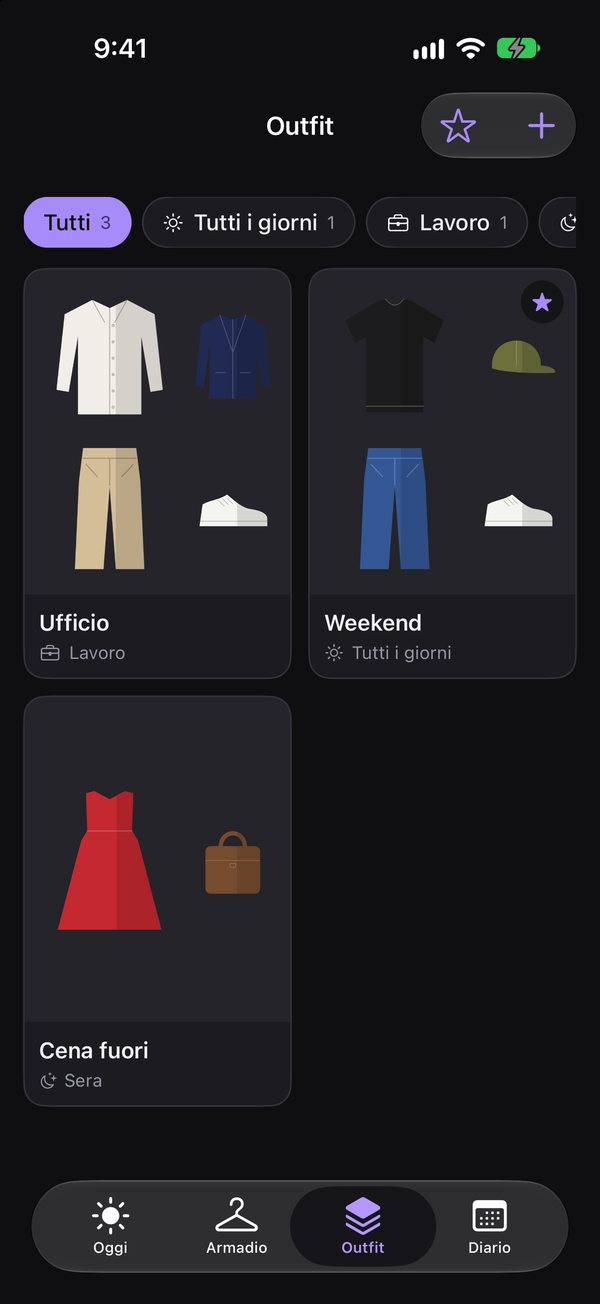 9:41
Outfit
Tutti 3
Tutti i giorni 1
Lavoro 1
Ufficio
Lavoro
Weekend
Tutti i giorni
Cena fuori
Sera
Oggi
Armadio
Outfit
Diario